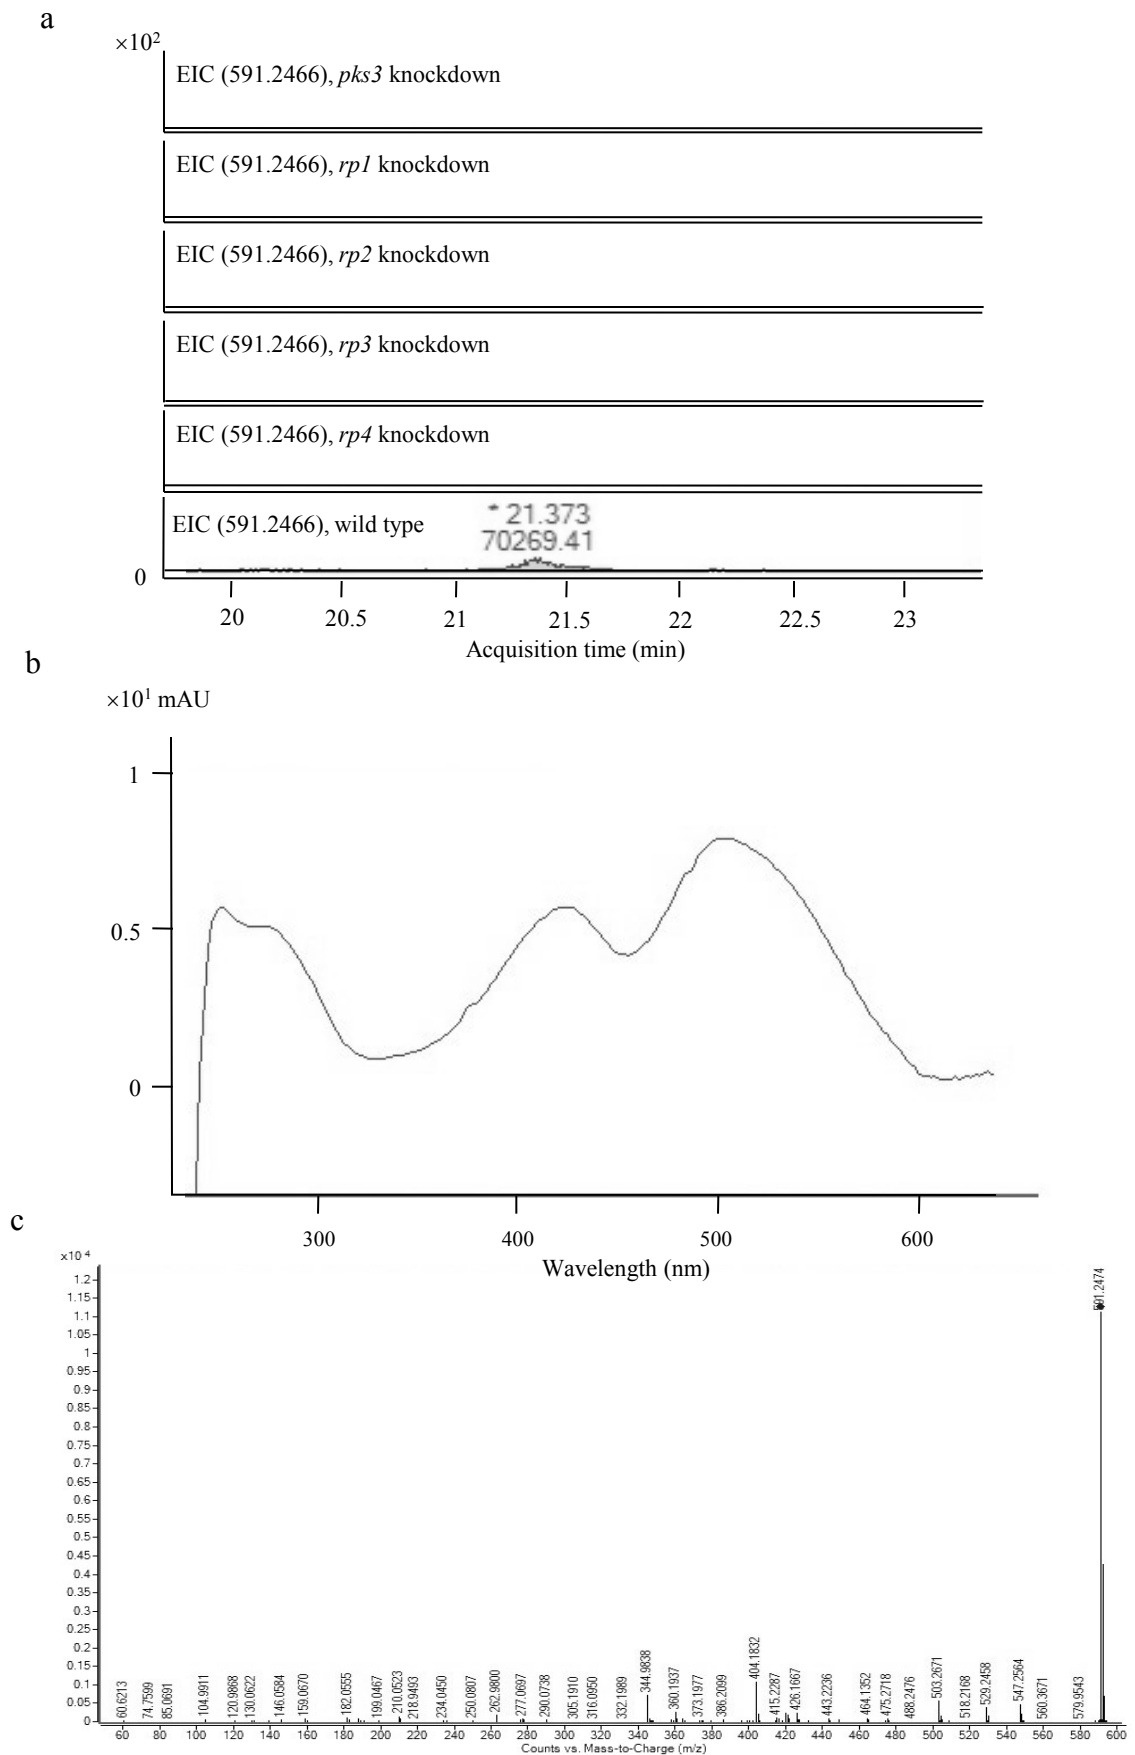 a
×10²
EIC (591.2466), pks3 knockdown
EIC (591.2466), rp1 knockdown
EIC (591.2466), rp2 knockdown
EIC (591.2466), rp3 knockdown
EIC (591.2466), rp4 knockdown
EIC (591.2466), wild type
* 21.373
70269.41
0
20 20.5 21 21.5 22 22.5 23
Acquisition time (min)
b
×10¹ mAU
1
0.5
0
300 400 500 600
Wavelength (nm)
c
x10 4
1.2
1.15
1.1
1.05
1
0.95
0.9
0.85
0.8
0.75
0.7
0.65
0.6
0.55
0.5
0.45
0.4
0.35
0.3
0.25
0.2
0.15
0.1
0.05
0
60.6213 74.7599 85.0691 104.9911 120.9868 130.0622 146.0584 159.0670 182.0555 199.0467 210.0523 218.9493 234.0450 250.0807 262.9800 277.0697 290.0738 305.1910 316.0950 332.1989 344.9838 360.1937 373.1977 386.2099 404.1832 415.2287 426.1667 443.2236 464.1352 475.2718 488.2476 503.2671 518.2168 529.2458 547.2564 560.3671 579.9543 591.2474
60 80 100 120 140 160 180 200 220 240 260 280 300 320 340 360 380 400 420 440 460 480 500 520 540 560 580 600
Counts vs. Mass-to-Charge (m/z)